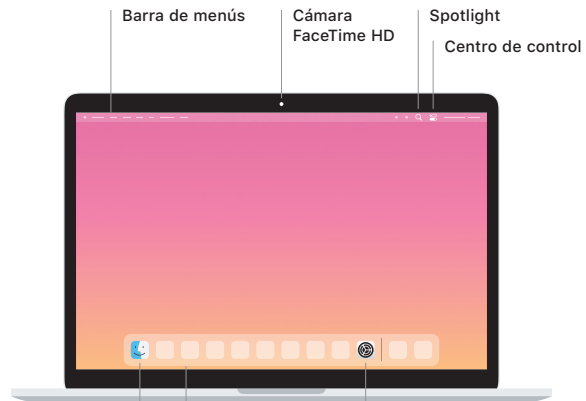 Barra de menús
Cámara
FaceTime HD
Spotlight
Centro de control